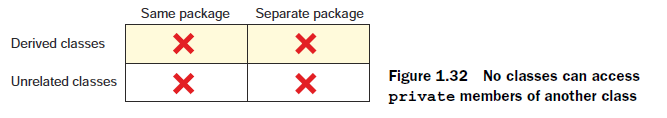 Same package Separate package
Derived classes
Unrelated classes
Figure 1.32 No classes can access
private members of another class